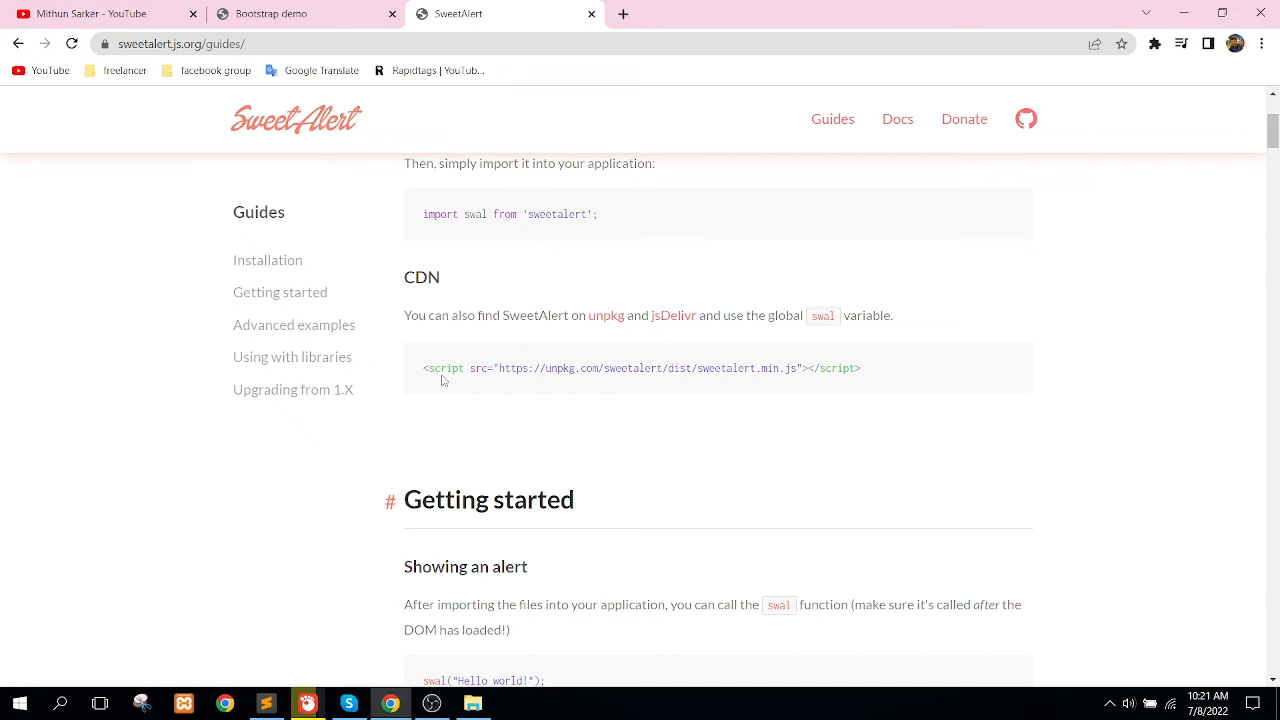 Mithun Sarker - YouTube
Bootstrap demo
SweetAlert
sweetalert.js.org/guides/
YouTube
freelancer
facebook group
Google Translate
Rapidtags | YouTub...
SweetAlert
Guides
Docs
Donate
Then, simply import it into your application:
Guides
import swal from 'sweetalert';
Installation
CDN
Getting started
You can also find SweetAlert on unpkg and jsDelivr and use the global swal variable.
Advanced examples
Using with libraries
<script src="https://unpkg.com/sweetalert/dist/sweetalert.min.js"></script>
Upgrading from 1.X
# Getting started
Showing an alert
After importing the files into your application, you can call the swal function (make sure it's called after the
DOM has loaded!)
swal("Hello world!");
10:21 AM
7/8/2022